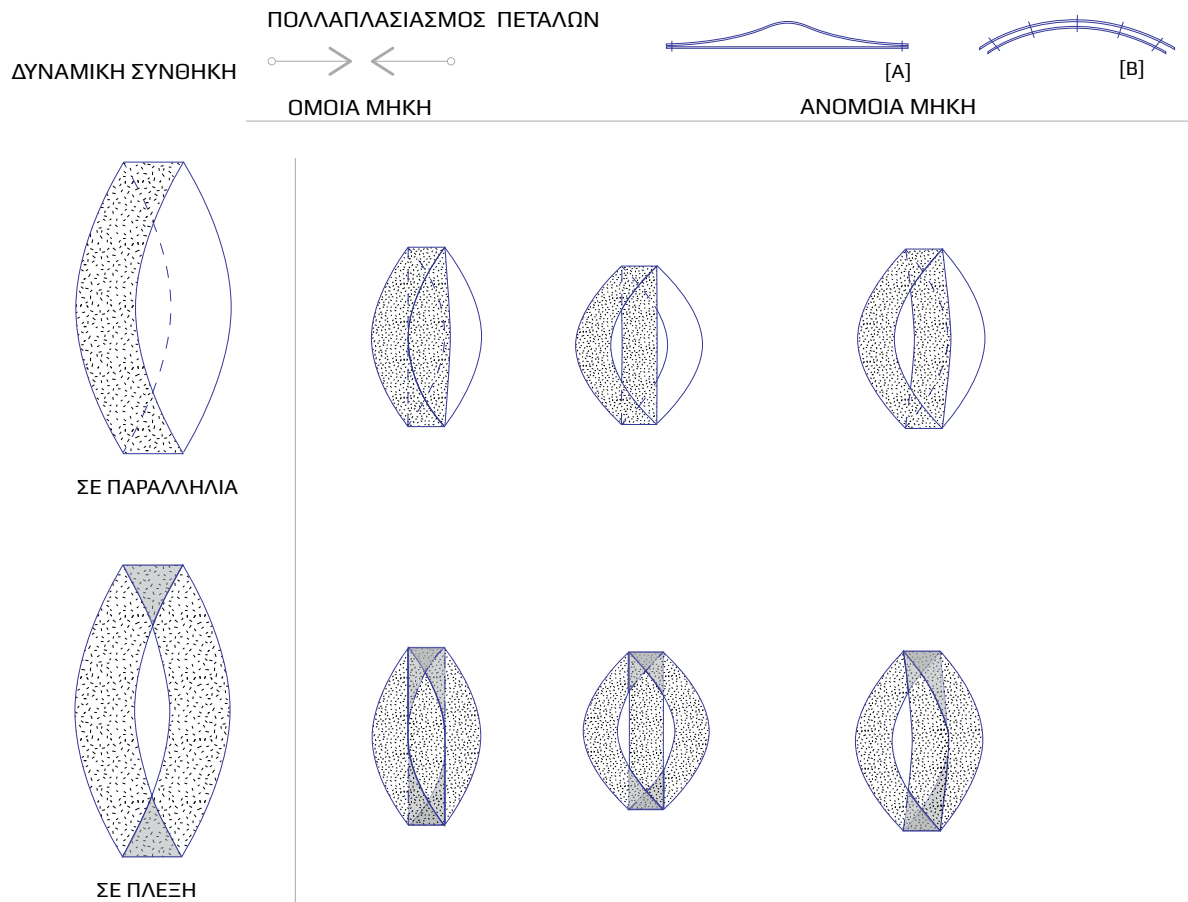 ΠΟΛΛΑΠΛΑΣΙΑΣΜΟΣ ΠΕΤΑΛΩΝ
ΔΥΝΑΜΙΚΗ ΣΥΝΘΗΚΗ
[A]
[B]
ΟΜΟΙΑ ΜΗΚΗ
ΑΝΟΜΟΙΑ ΜΗΚΗ
ΣΕ ΠΑΡΑΛΛΗΛΙΑ
ΣΕ ΠΛΕΞΗ